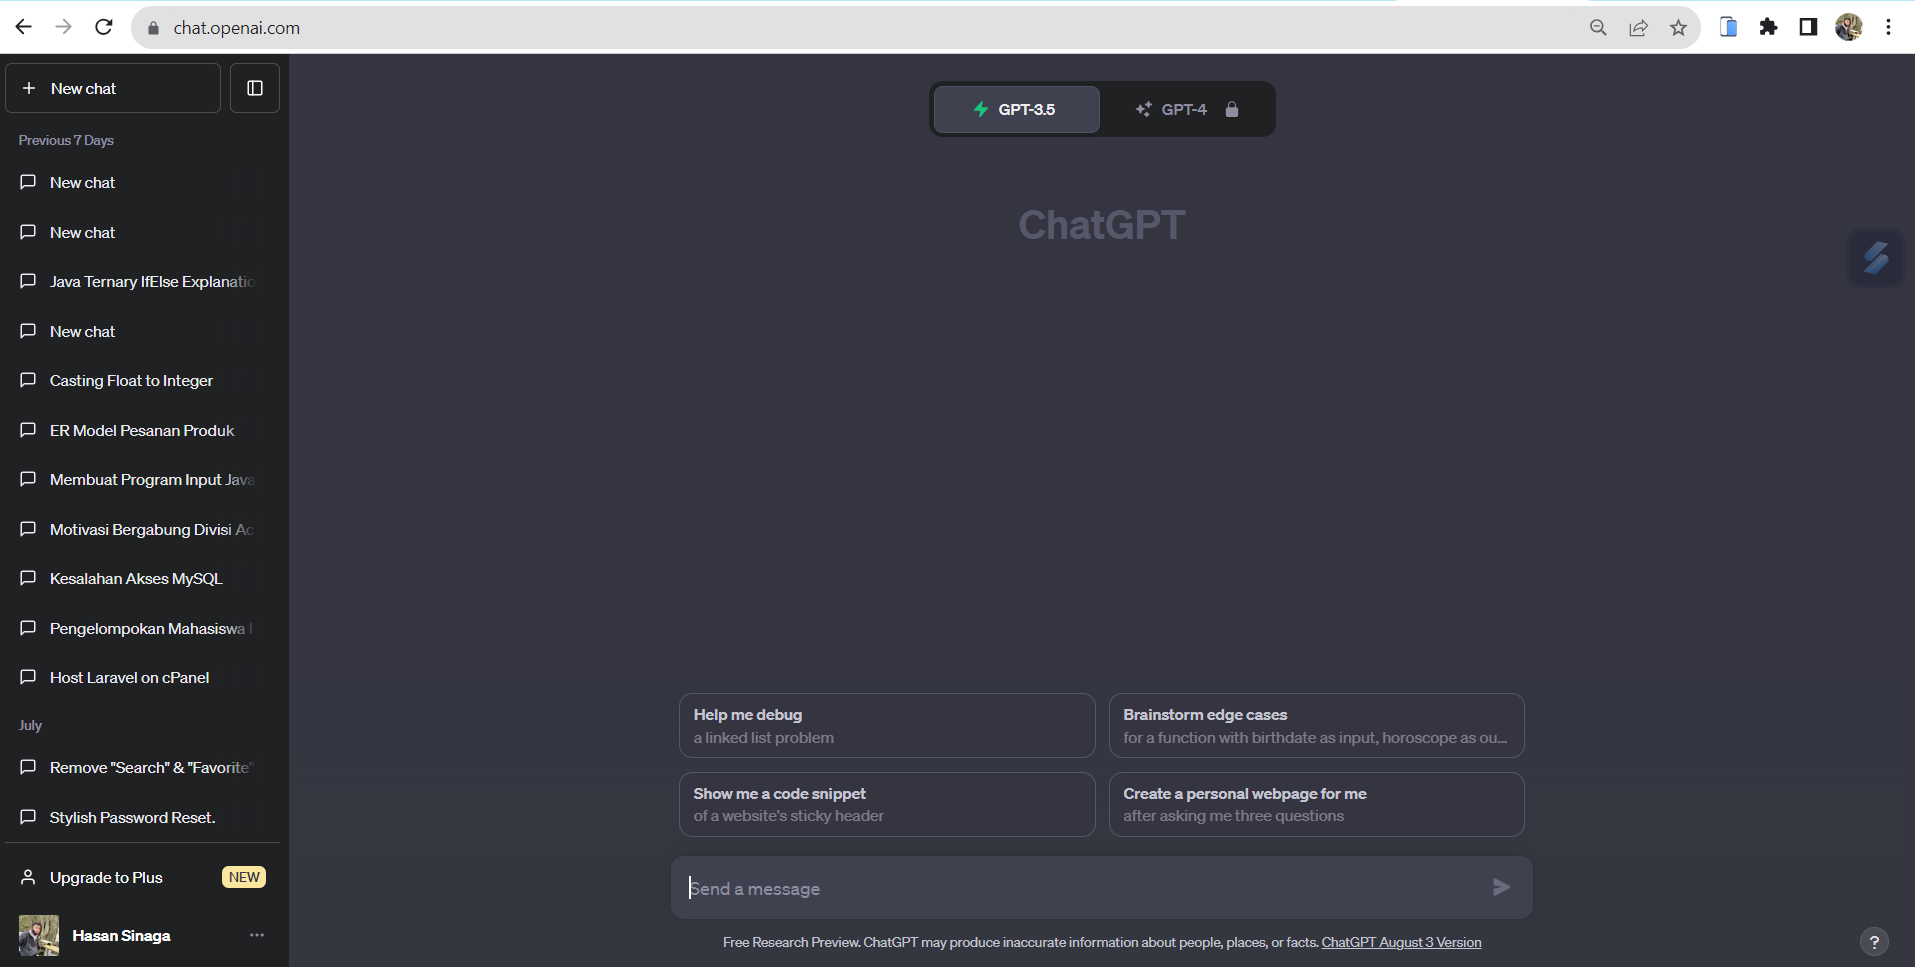 chat.openai.com
New chat
Previous 7 Days
New chat
New chat
Java Ternary IfElse Explanatio
New chat
Casting Float to Integer
ER Model Pesanan Produk
Membuat Program Input Java
Motivasi Bergabung Divisi Ac
Kesalahan Akses MySQL
Pengelompokan Mahasiswa
Host Laravel on cPanel
July
Remove "Search" & "Favorite"
Stylish Password Reset.
Upgrade to Plus NEW
Hasan Sinaga
GPT-3.5 GPT-4
ChatGPT
Help me debug
a linked list problem
Brainstorm edge cases
for a function with birthdate as input, horoscope as ou...
Show me a code snippet
of a website's sticky header
Create a personal webpage for me
after asking me three questions
Send a message
Free Research Preview. ChatGPT may produce inaccurate information about people, places, or facts. ChatGPT August 3 Version
?